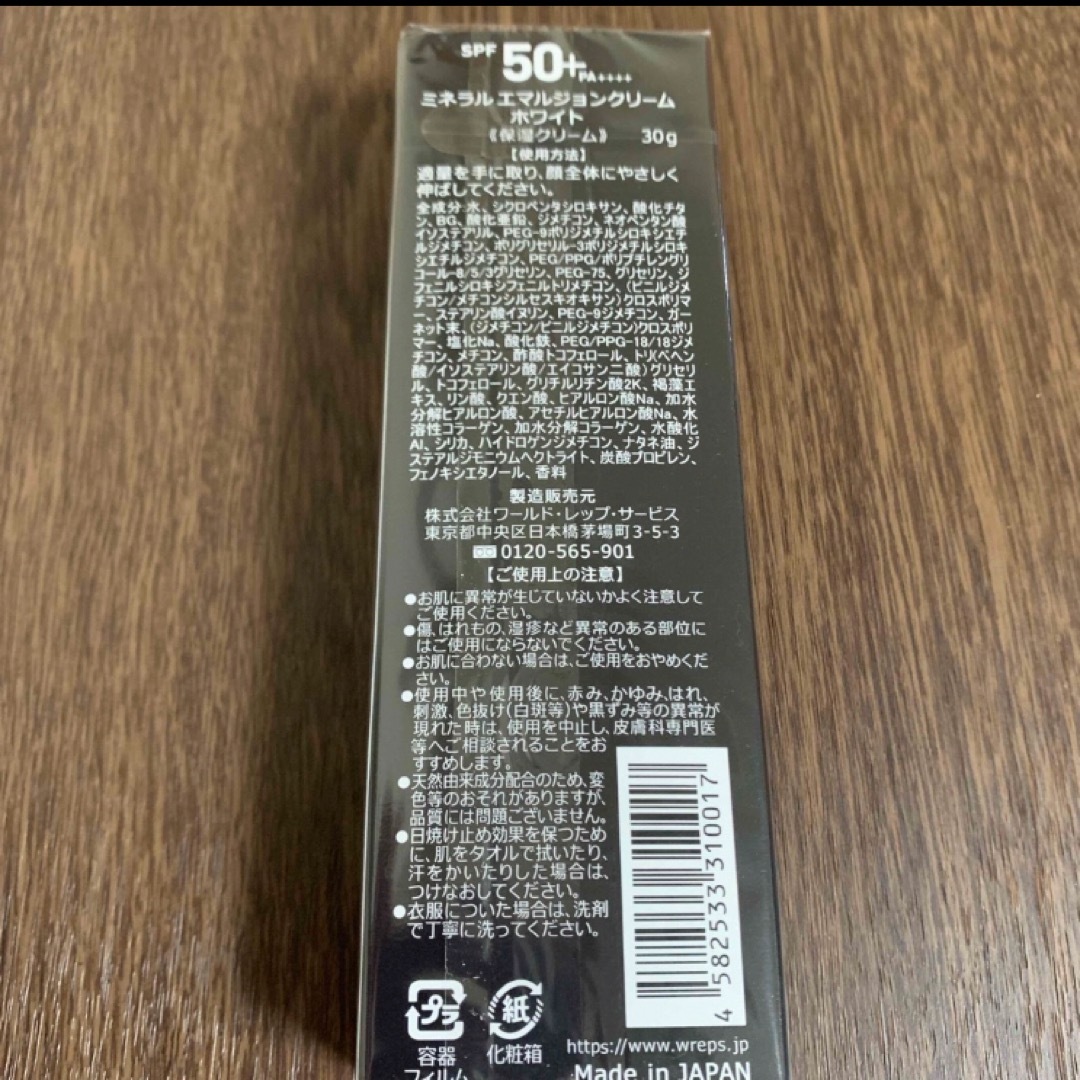 SPF 50+ PA++++
ミネラル エマルジョンクリーム
ホワイト
《保湿クリーム》 30g
【使用方法】
適量を手に取り、顔全体にやさしく
伸ばしてください。
全成分:水、シクロペンタシロキサン、酸化チタ
ン、BG、酸化亜鉛、ジメチコン、ネオペンタン酸
イソステアリル、PEG-9ポリジメチルシロキシエチ
ルジメチコン、ポリグリセリル-3ポリジメチルシロキ
シエチルジメチコン、PEG/PPG/ポリブチレングリ
コール-8/5/3グリセリン、PEG-75、グリセリン、ジ
フェニルシロキシフェニルトリメチコン、(ビニルジメ
チコン/メチコンシルセスキオキサン)クロスポリマ
ー、ステアリン酸イヌリン、PEG-9ジメチコン、ガー
ネット末、(ジメチコン/ビニルジメチコン)クロスポリ
マー、塩化Na、酸化鉄、PEG/PPG-18/18ジメ
チコン、メチコン、酢酸トコフェロール、トリ(ベヘン
酸/イソステアリン酸/エイコサン二酸)グリセリ
ル、トコフェロール、グリチルリチン酸2K、褐藻エ
キス、リン酸、クエン酸、ヒアルロン酸Na、加水
分解ヒアルロン酸、アセチルヒアルロン酸Na、水
溶性コラーゲン、加水分解コラーゲン、水酸化
Al、シリカ、ハイドロゲンジメチコン、ナタネ油、ジ
ステアルジモニウムヘクトライト、炭酸プロピレン、
フェノキシエタノール、香料
製造販売元
株式会社ワールド・レップ・サービス
東京都中央区日本橋茅場町3-5-3
0120-565-901
【ご使用上の注意】
●お肌に異常が生じていないかよく注意して
ご使用ください。
●傷、はれもの、湿疹など異常のある部位に
はご使用にならないでください。
●お肌に合わない場合は、ご使用をおやめくだ
さい。
●使用中や使用後に、赤み、かゆみ、はれ、
刺激、色抜け(白斑等)や黒ずみ等の異常が
現れた時は、使用を中止し、皮膚科専門医
等へご相談されることをお
すすめします。
●天然由来成分配合のため、変
色等のおそれがありますが、
品質には問題ございません。
●日焼け止め効果を保つため
に、肌をタオルで拭いたり、
汗をかいたりした場合は、
つけなおしてください。
●衣服についた場合は、洗剤
で丁寧に洗ってください。
4 582533 310017
プラ 紙
容器 化粧箱
フィルム
https://www.wreps.jp
Made in JAPAN